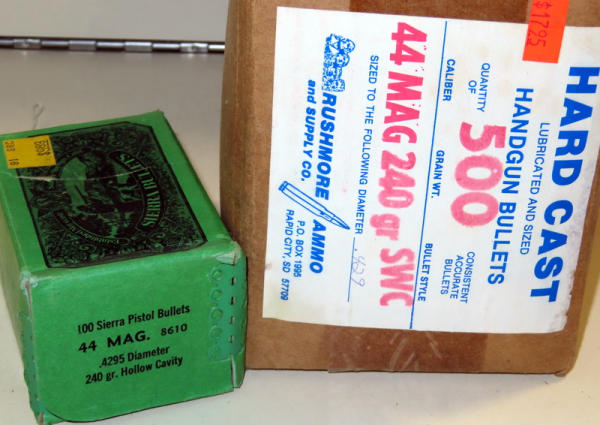 SIERRA BULLETS
100 Sierra Pistol Bullets
44 MAG. 8610
.4295 Diameter
240 gr. Hollow Cavity
$1795
HARD CAST
LUBRICATED AND SIZED
HANDGUN BULLETS
QUANTITY
OF
500
CONSISTENT
ACCURATE
BULLETS
CALIBER GRAIN WT. BULLET STYLE
44 MAG 240 gr SWC
SIZED TO THE FOLLOWING DIAMETER
RUSHMORE AMMO
and SUPPLY CO.
P.O. BOX 1995
RAPID CITY, SD 57709